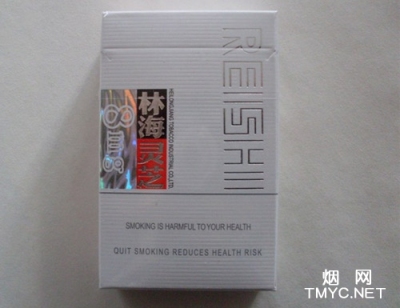 REISHI
林海灵芝
8mg
HEILONGJIANG TOBACCO INDUSTRIAL CO.,LTD.
SMOKING IS HARMFUL TO YOUR HEALTH
QUIT SMOKING REDUCES HEALTH RISK
烟网
TMYC.NET